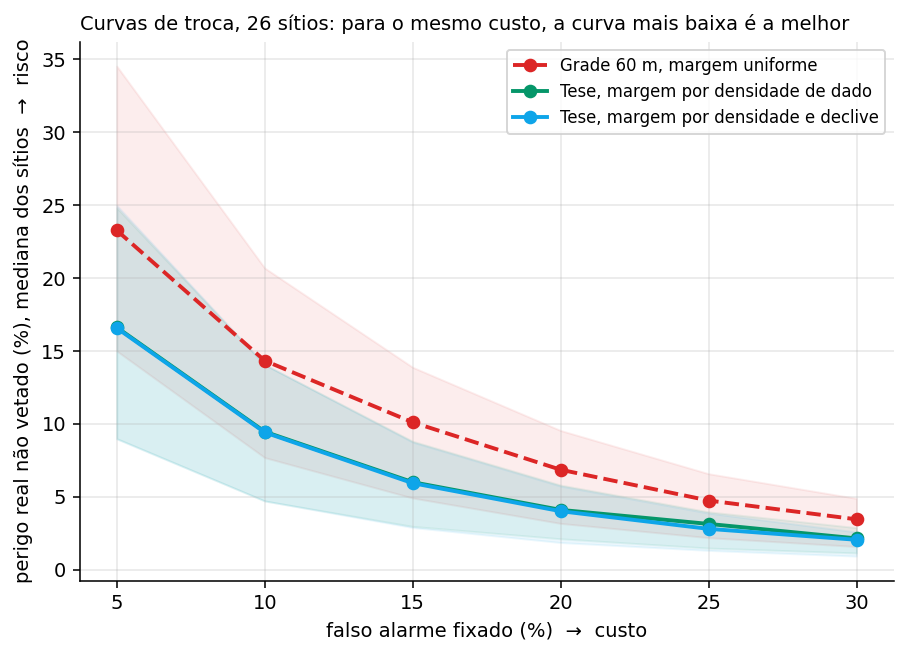 Curvas de troca, 26 sítios: para o mesmo custo, a curva mais baixa é a melhor
perigo real não vetado (%), mediana dos sítios → risco
35
30
25
20
15
10
5
0
Grade 60 m, margem uniforme
Tese, margem por densidade de dado
Tese, margem por densidade e declive
5 10 15 20 25 30
falso alarme fixado (%) → custo